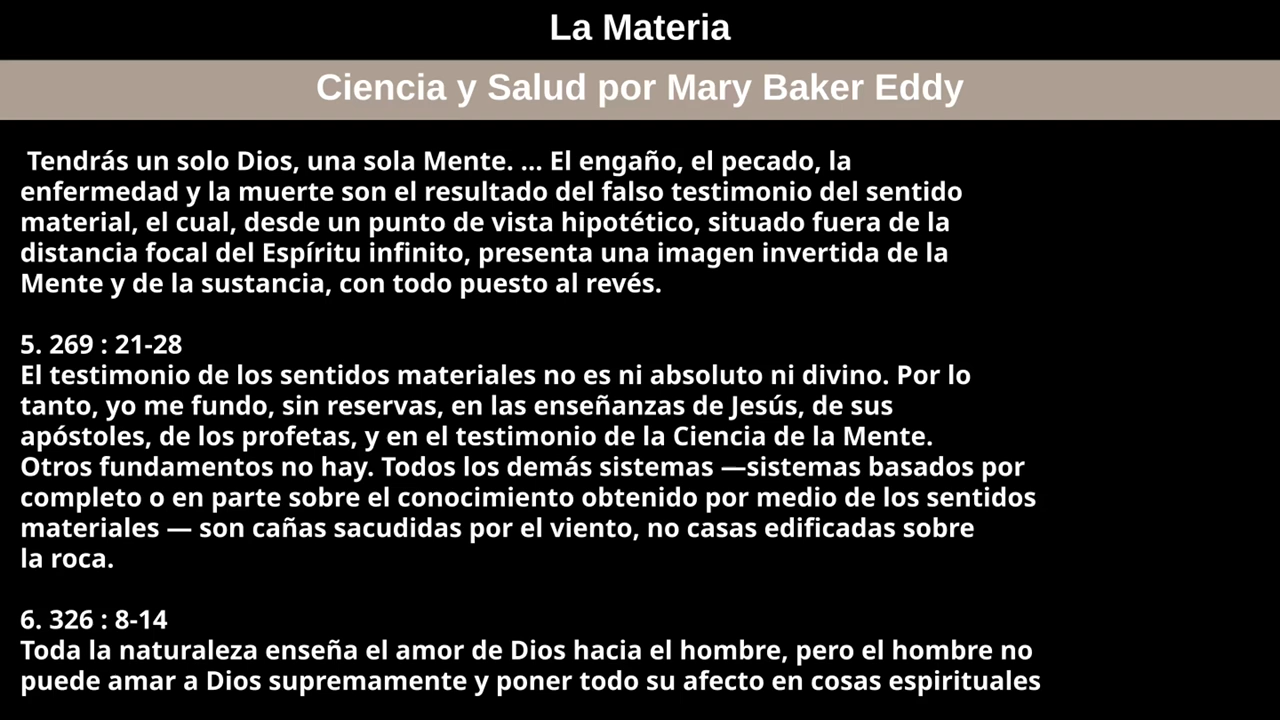 La Materia
Ciencia y Salud por Mary Baker Eddy
Tendrás un solo Dios, una sola Mente. ... El engaño, el pecado, la
enfermedad y la muerte son el resultado del falso testimonio del sentido
material, el cual, desde un punto de vista hipotético, situado fuera de la
distancia focal del Espíritu infinito, presenta una imagen invertida de la
Mente y de la sustancia, con todo puesto al revés.
5. 269 : 21-28
El testimonio de los sentidos materiales no es ni absoluto ni divino. Por lo
tanto, yo me fundo, sin reservas, en las enseñanzas de Jesús, de sus
apóstoles, de los profetas, y en el testimonio de la Ciencia de la Mente.
Otros fundamentos no hay. Todos los demás sistemas —sistemas basados por
completo o en parte sobre el conocimiento obtenido por medio de los sentidos
materiales — son cañas sacudidas por el viento, no casas edificadas sobre
la roca.
6. 326 : 8-14
Toda la naturaleza enseña el amor de Dios hacia el hombre, pero el hombre no
puede amar a Dios supremamente y poner todo su afecto en cosas espirituales